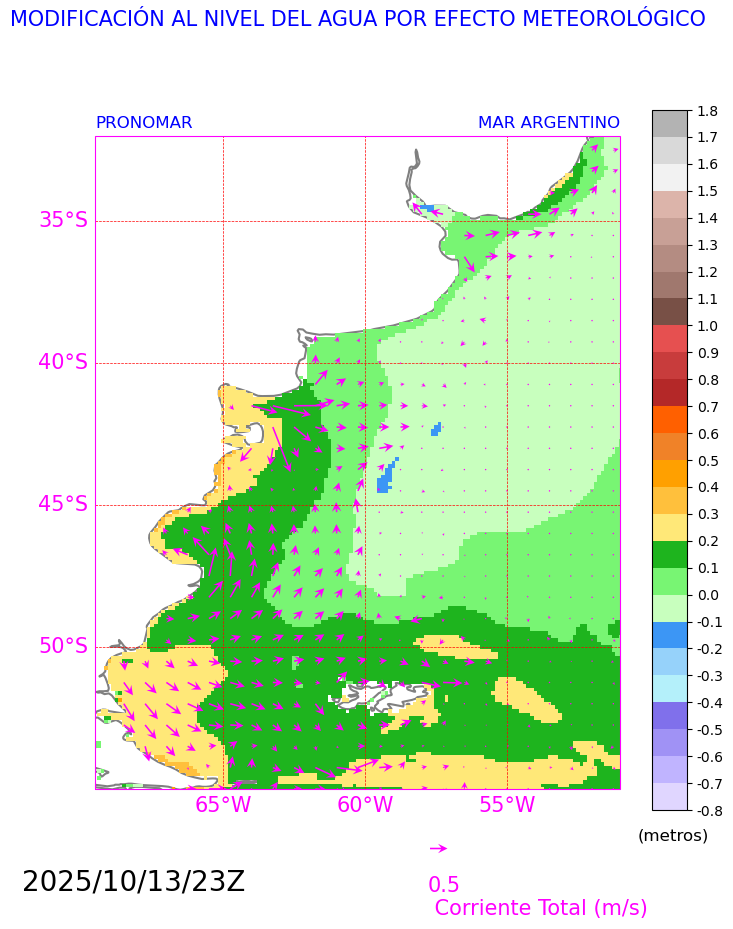 MODIFICACIÓN AL NIVEL DEL AGUA POR EFECTO METEOROLÓGICO
PRONOMAR
MAR ARGENTINO
35°S
40°S
45°S
50°S
65°W
60°W
55°W
1.8
1.7
1.6
1.5
1.4
1.3
1.2
1.1
1.0
0.9
0.8
0.7
0.6
0.5
0.4
0.3
0.2
0.1
0.0
-0.1
-0.2
-0.3
-0.4
-0.5
-0.6
-0.7
-0.8
(metros)
2025/10/13/23Z
0.5
Corriente Total (m/s)